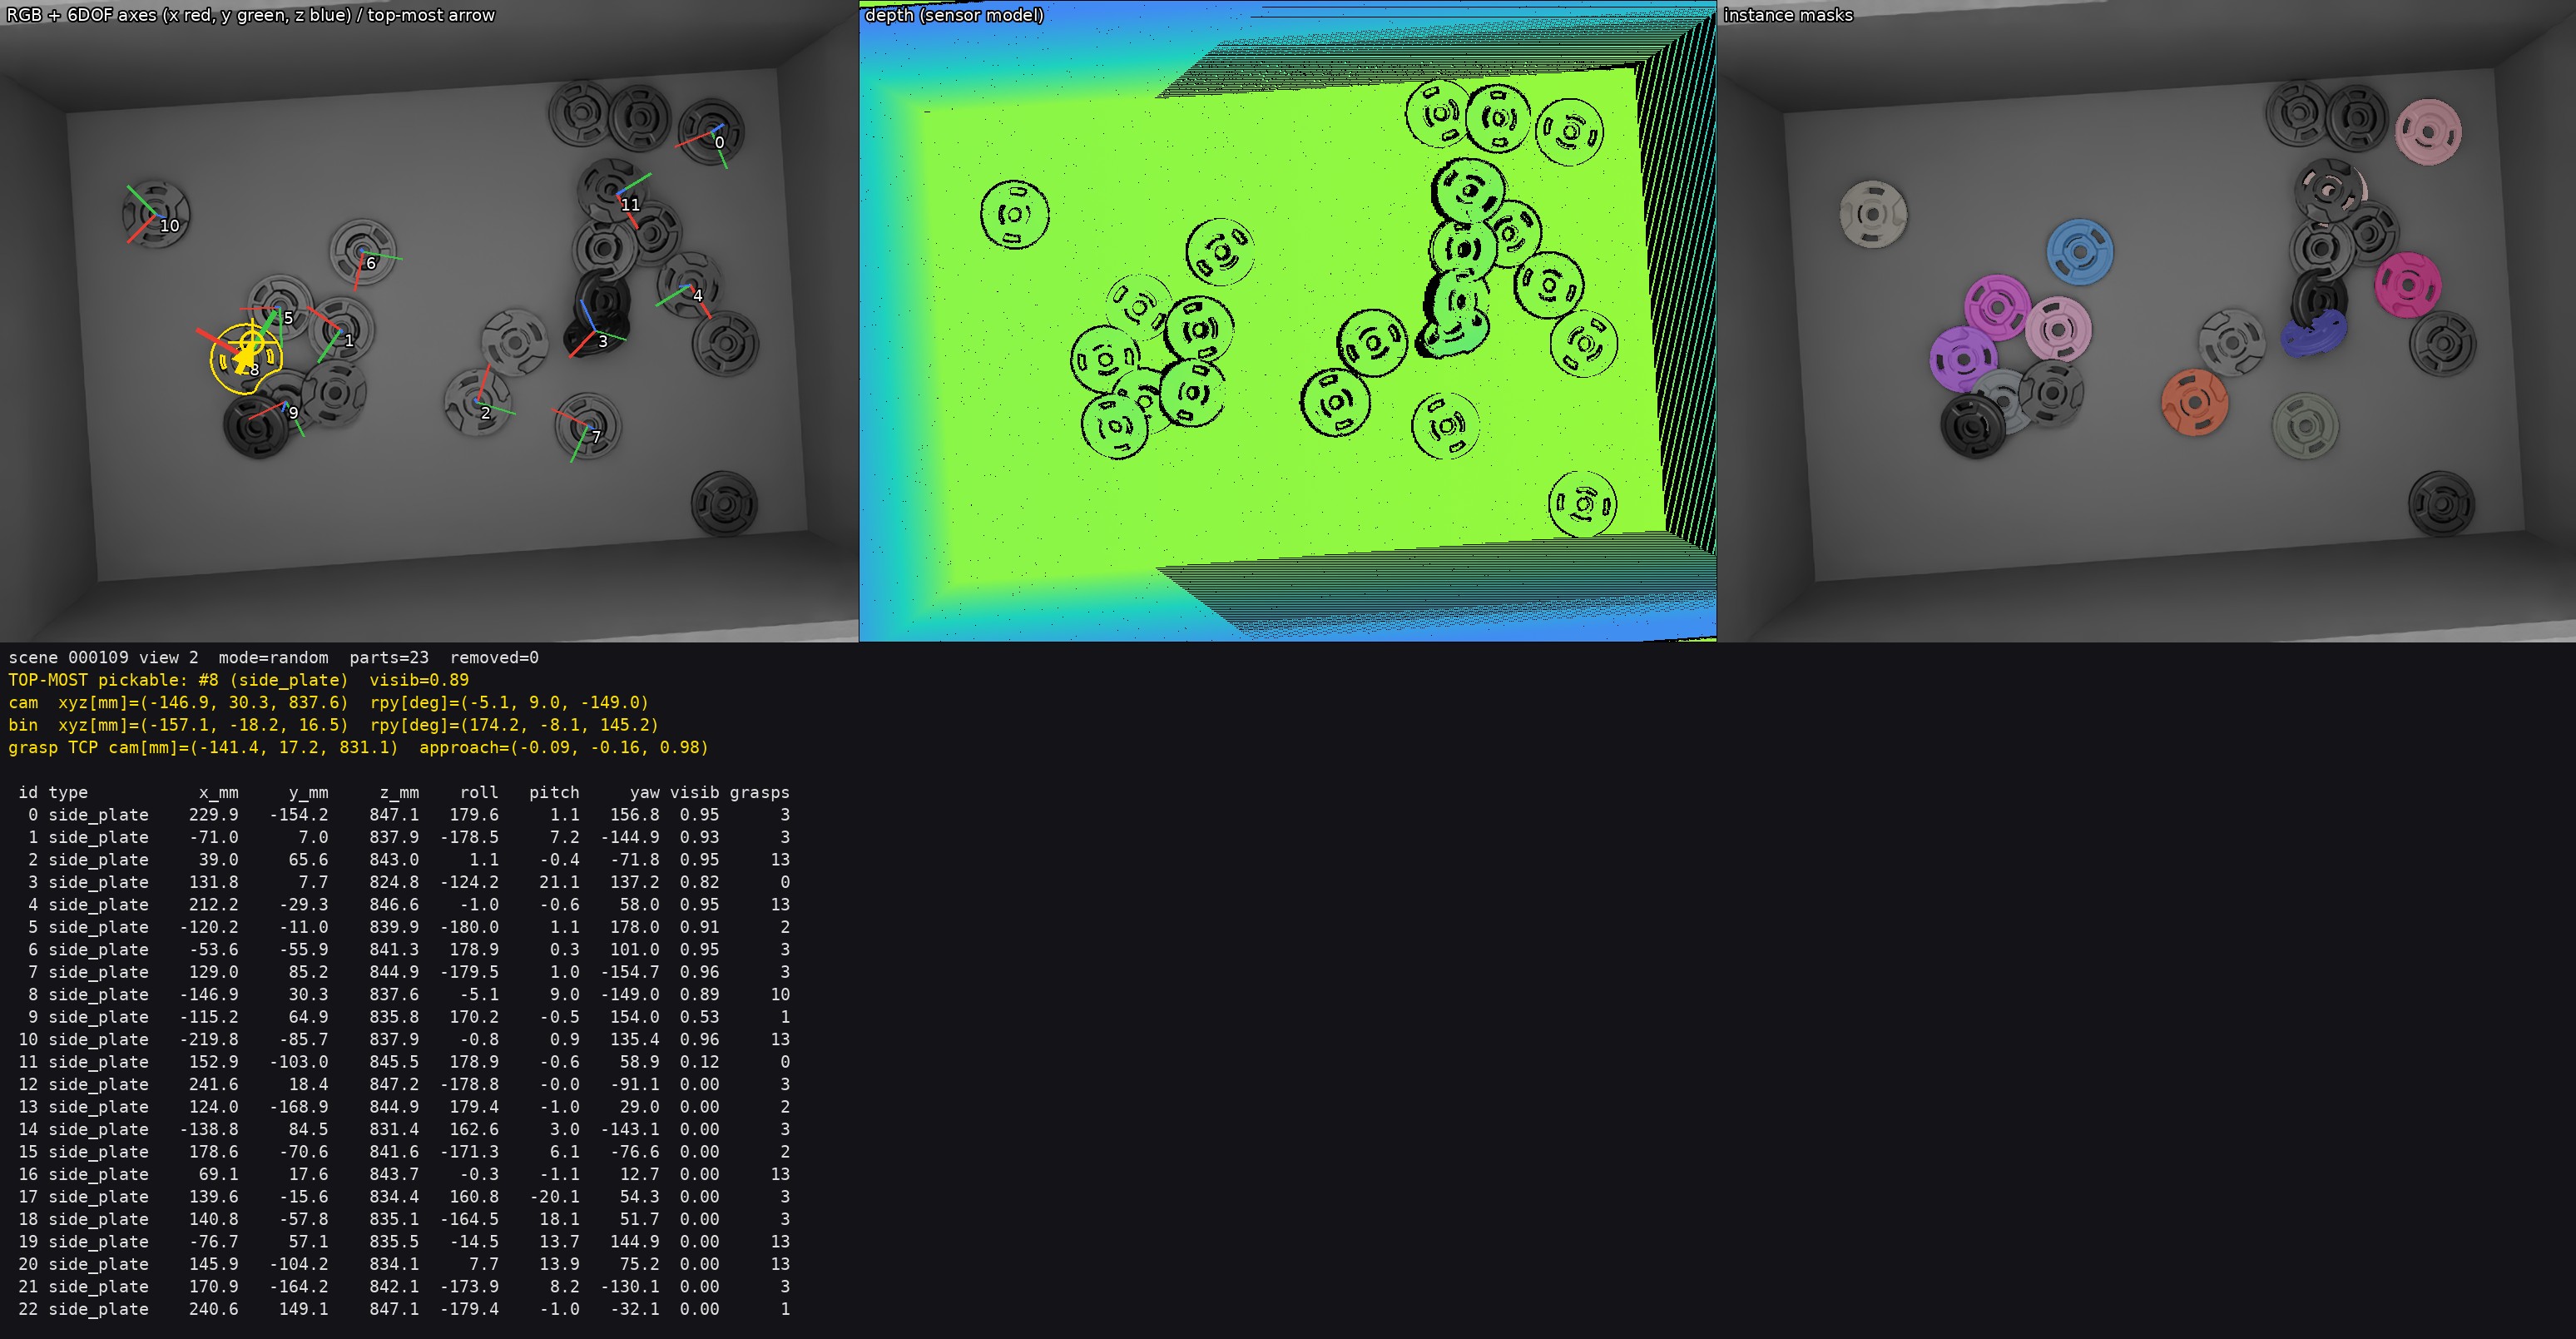 RGB + 6DOF axes (x red, y green, z blue) / top-most arrow
depth (sensor model)
instance masks
0
10
11
6
4
5
1
3
8
2
9
7
scene 000109 view 2  mode=random  parts=23  removed=0
TOP-MOST pickable: #8 (side_plate)  visib=0.89
cam  xyz[mm]=(-146.9, 30.3, 837.6)  rpy[deg]=(-5.1, 9.0, -149.0)
bin  xyz[mm]=(-157.1, -18.2, 16.5)  rpy[deg]=(174.2, -8.1, 145.2)
grasp TCP cam[mm]=(-141.4, 17.2, 831.1)  approach=(-0.09, -0.16, 0.98)
id type x_mm y_mm z_mm roll pitch yaw visib grasps
0 side_plate 229.9 -154.2 847.1 179.6 1.1 156.8 0.95 3
1 side_plate -71.0 7.0 837.9 -178.5 7.2 -144.9 0.93 3
2 side_plate 39.0 65.6 843.0 1.1 -0.4 -71.8 0.95 13
3 side_plate 131.8 7.7 824.8 -124.2 21.1 137.2 0.82 0
4 side_plate 212.2 -29.3 846.6 -1.0 -0.6 58.0 0.95 13
5 side_plate -120.2 -11.0 839.9 -180.0 1.1 178.0 0.91 2
6 side_plate -53.6 -55.9 841.3 178.9 0.3 101.0 0.95 3
7 side_plate 129.0 85.2 844.9 -179.5 1.0 -154.7 0.96 3
8 side_plate -146.9 30.3 837.6 -5.1 9.0 -149.0 0.89 10
9 side_plate -115.2 64.9 835.8 170.2 -0.5 154.0 0.53 1
10 side_plate -219.8 -85.7 837.9 -0.8 0.9 135.4 0.96 13
11 side_plate 152.9 -103.0 845.5 178.9 -0.6 58.9 0.12 0
12 side_plate 241.6 18.4 847.2 -178.8 -0.0 -91.1 0.00 3
13 side_plate 124.0 -168.9 844.9 179.4 -1.0 29.0 0.00 2
14 side_plate -138.8 84.5 831.4 162.6 3.0 -143.1 0.00 3
15 side_plate 178.6 -70.6 841.6 -171.3 6.1 -76.6 0.00 2
16 side_plate 69.1 17.6 843.7 -0.3 -1.1 12.7 0.00 13
17 side_plate 139.6 -15.6 834.4 160.8 -20.1 54.3 0.00 3
18 side_plate 140.8 -57.8 835.1 -164.5 18.1 51.7 0.00 3
19 side_plate -76.7 57.1 835.5 -14.5 13.7 144.9 0.00 13
20 side_plate 145.9 -104.2 834.1 7.7 13.9 75.2 0.00 13
21 side_plate 170.9 -164.2 842.1 -173.9 8.2 -130.1 0.00 3
22 side_plate 240.6 149.1 847.1 -179.4 -1.0 -32.1 0.00 1